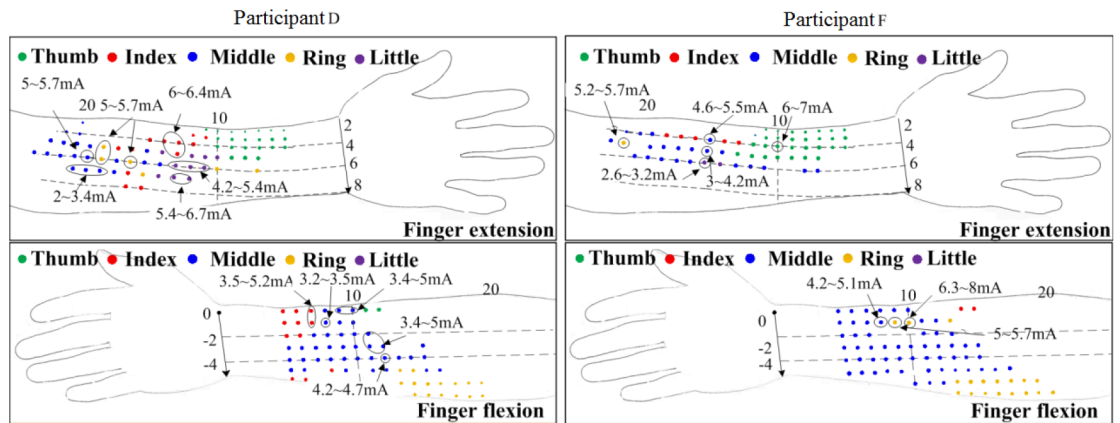 Participant D
Participant F
Thumb Index Middle Ring Little
5~5.7mA
20 5~5.7mA
6~6.4mA
10
2
4
6
8
2~3.4mA
4.2~5.4mA
5.4~6.7mA
Finger extension
Thumb Index Middle Ring Little
5.2~5.7mA
20
4.6~5.5mA
6~7mA
10
2
4
6
8
2.6~3.2mA
3~4.2mA
Finger extension
Thumb Index Middle Ring Little
3.5~5.2mA
3.2~3.5mA
3.4~5mA
10
20
0
-2
-4
3.4~5mA
4.2~4.7mA
Finger flexion
Thumb Index Middle Ring Little
4.2~5.1mA
10
6.3~8mA
20
0
-2
-4
5~5.7mA
Finger flexion